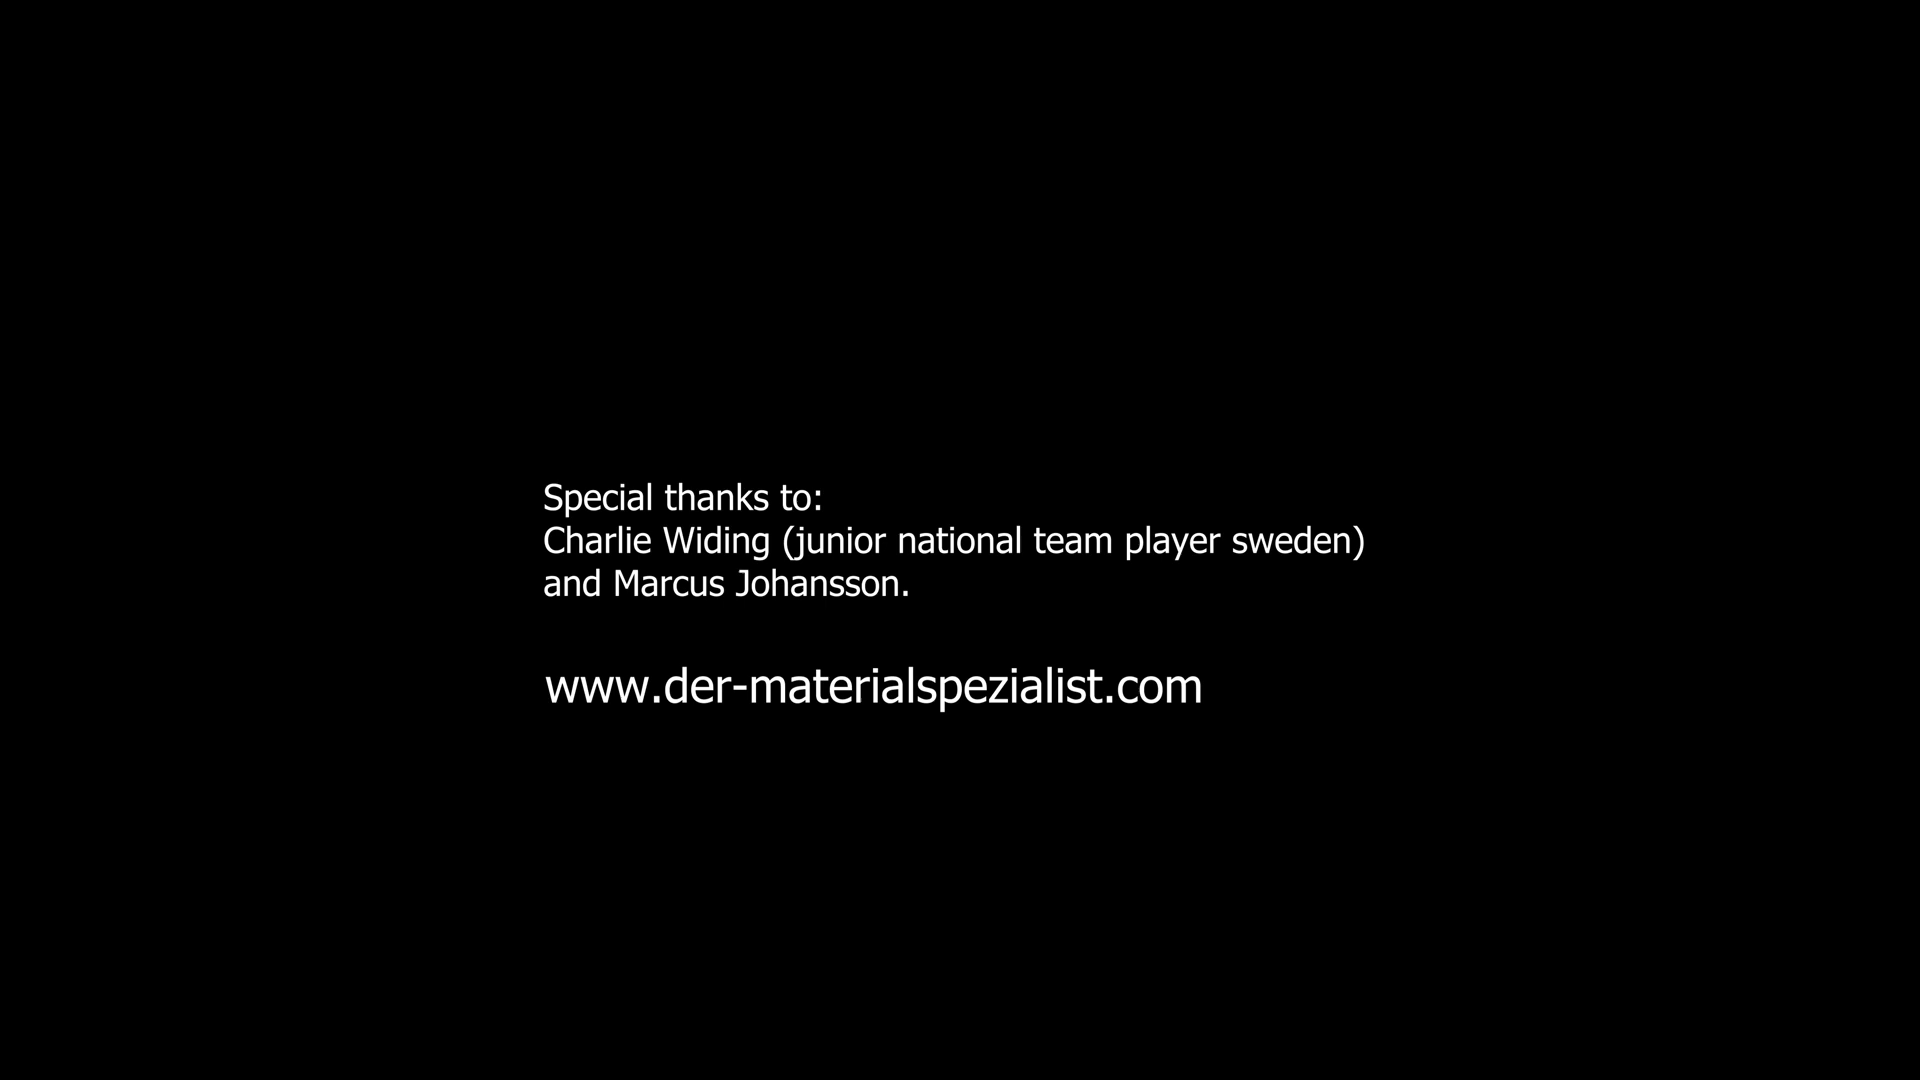 Special thanks to:
Charlie Widing (junior national team player sweden)
and Marcus Johansson.
www.der-materialspezialist.com